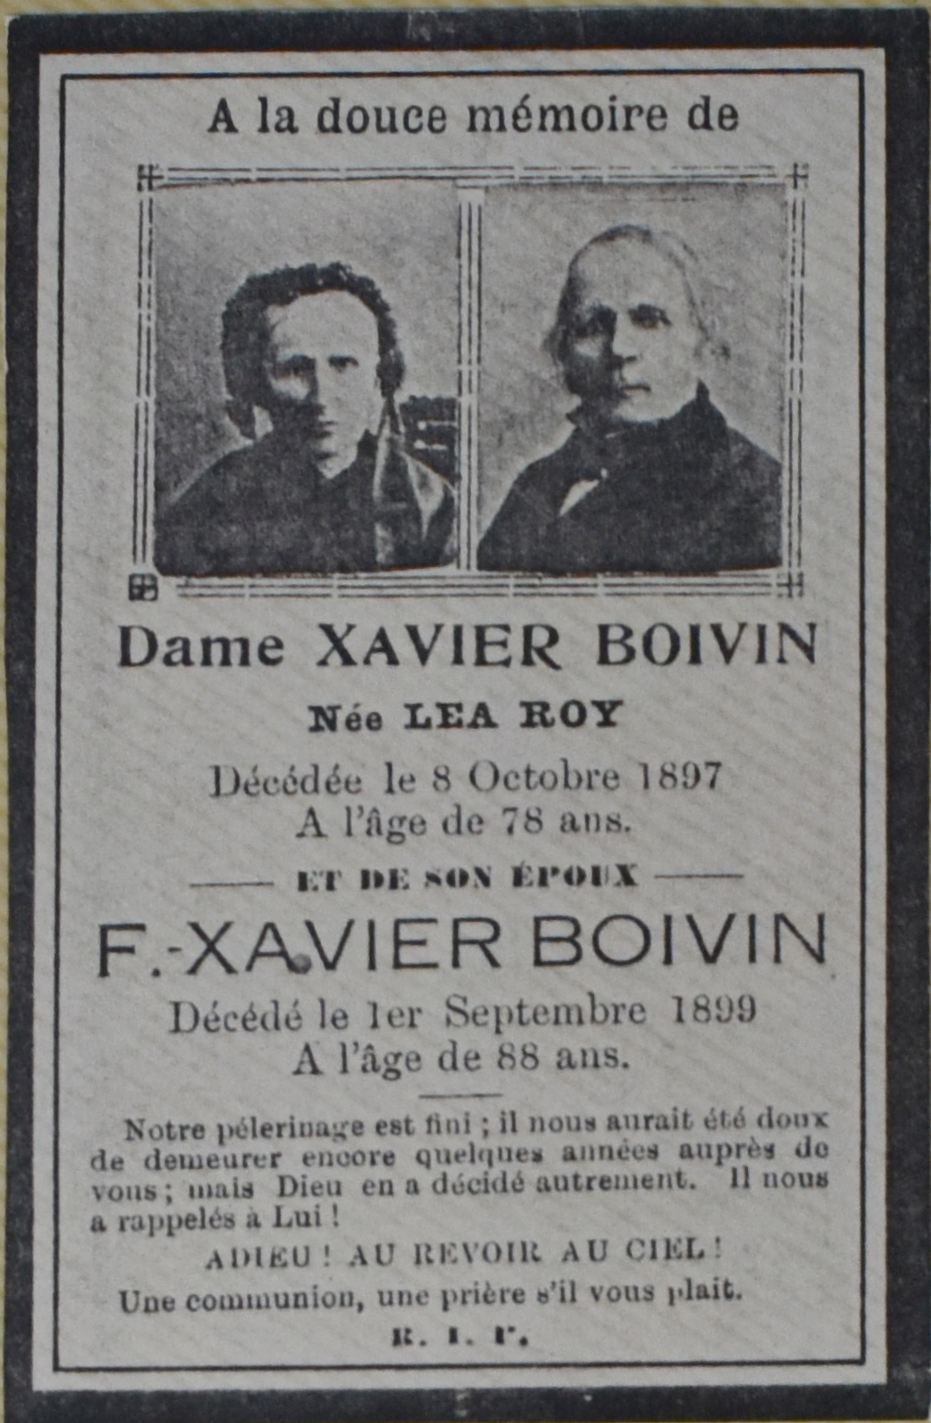 A la douce mémoire de
Dame XAVIER BOIVIN
Née LEA ROY
Décédée le 8 Octobre 1897
A l'âge de 78 ans.
ET DE SON ÉPOUX
F.-XAVIER BOIVIN
Décédé le 1er Septembre 1899
A l'âge de 88 ans.
Notre pélerinage est fini ; il nous aurait été doux
de demeurer encore quelques années auprès de
vous ; mais Dieu en a décidé autrement. Il nous
a rappelés à Lui !
ADIEU ! AU REVOIR AU CIEL !
Une communion, une prière s'il vous plait.
R. I. P.